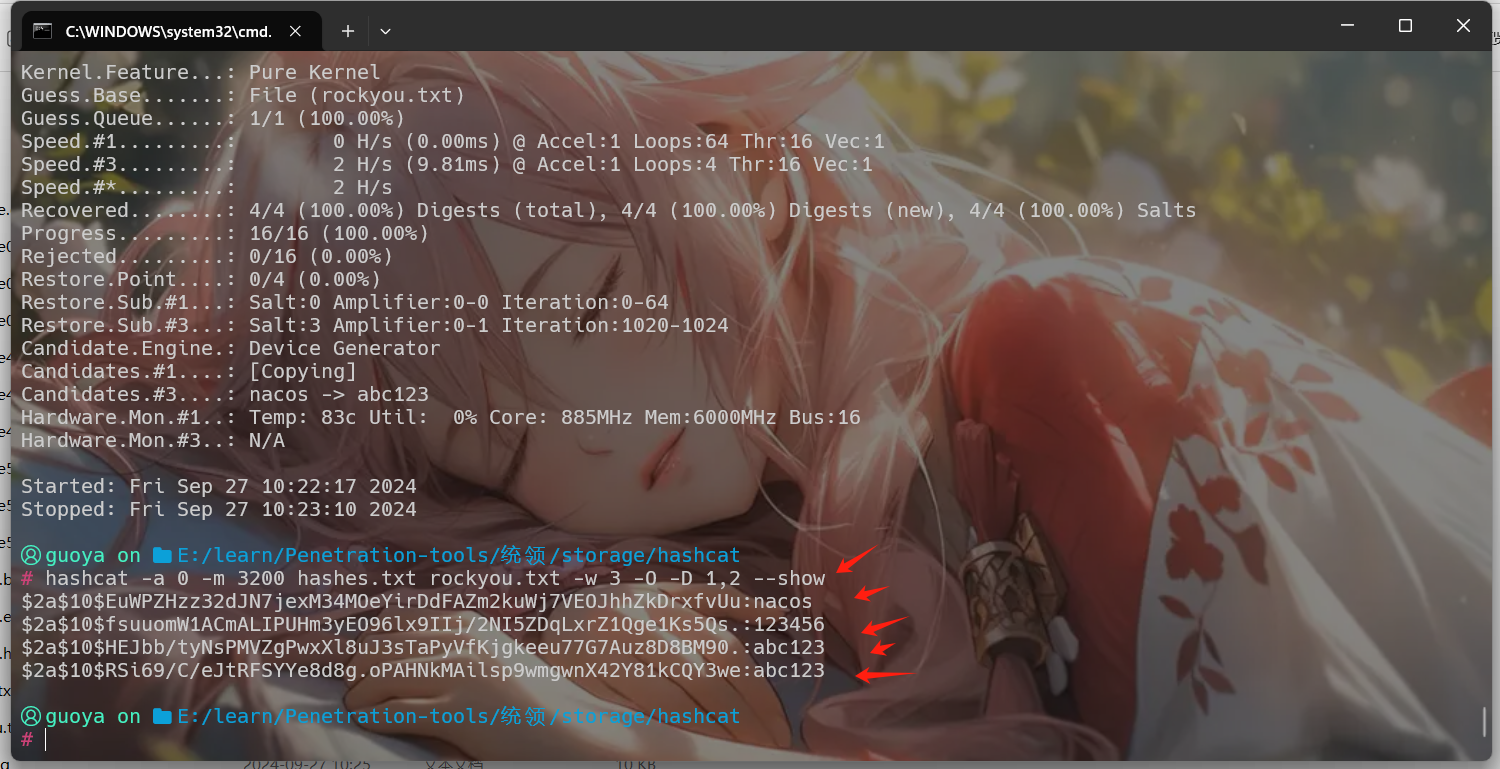 C:\WINDOWS\system32\cmd.
Kernel.Feature...: Pure Kernel
Guess.Base.......: File (rockyou.txt)
Guess.Queue......: 1/1 (100.00%)
Speed.#1.........:        0 H/s (0.00ms) @ Accel:1 Loops:64 Thr:16 Vec:1
Speed.#3.........:        2 H/s (9.81ms) @ Accel:1 Loops:4 Thr:16 Vec:1
Speed.#*.........:        2 H/s
Recovered........: 4/4 (100.00%) Digests (total), 4/4 (100.00%) Digests (new), 4/4 (100.00%) Salts
Progress.........: 16/16 (100.00%)
Rejected.........: 0/16 (0.00%)
Restore.Point....: 0/4 (0.00%)
Restore.Sub.#1...: Salt:0 Amplifier:0-0 Iteration:0-64
Restore.Sub.#3...: Salt:3 Amplifier:0-1 Iteration:1020-1024
Candidate.Engine.: Device Generator
Candidates.#1....: [Copying]
Candidates.#3....: nacos -> abc123
Hardware.Mon.#1..: Temp: 83c Util:  0% Core: 885MHz Mem:6000MHz Bus:16
Hardware.Mon.#3..: N/A
Started: Fri Sep 27 10:22:17 2024
Stopped: Fri Sep 27 10:23:10 2024
guoya on E:/learn/Penetration-tools/统领/storage/hashcat
# hashcat -a 0 -m 3200 hashes.txt rockyou.txt -w 3 -O -D 1,2 --show
$2a$10$EuWPZHzz32dJN7jexM34MOeYirDdFAZm2kuWj7VEOJhhZkDrxfvUu:nacos
$2a$10$fsuuomW1ACmALIPUHm3yEO96lx9IIj/2NI5ZDqLxrZ1Qge1Ks5Qs.:123456
$2a$10$HEJbb/tyNsPMVZgPwxXl8uJ3sTaPyVfKjgkeeu77G7Auz8D8BM90.:abc123
$2a$10$RSi69/C/eJtRFSYYe8d8g.oPAHNkMAilsp9wmgwnX42Y81kCQY3we:abc123
guoya on E:/learn/Penetration-tools/统领/storage/hashcat
#